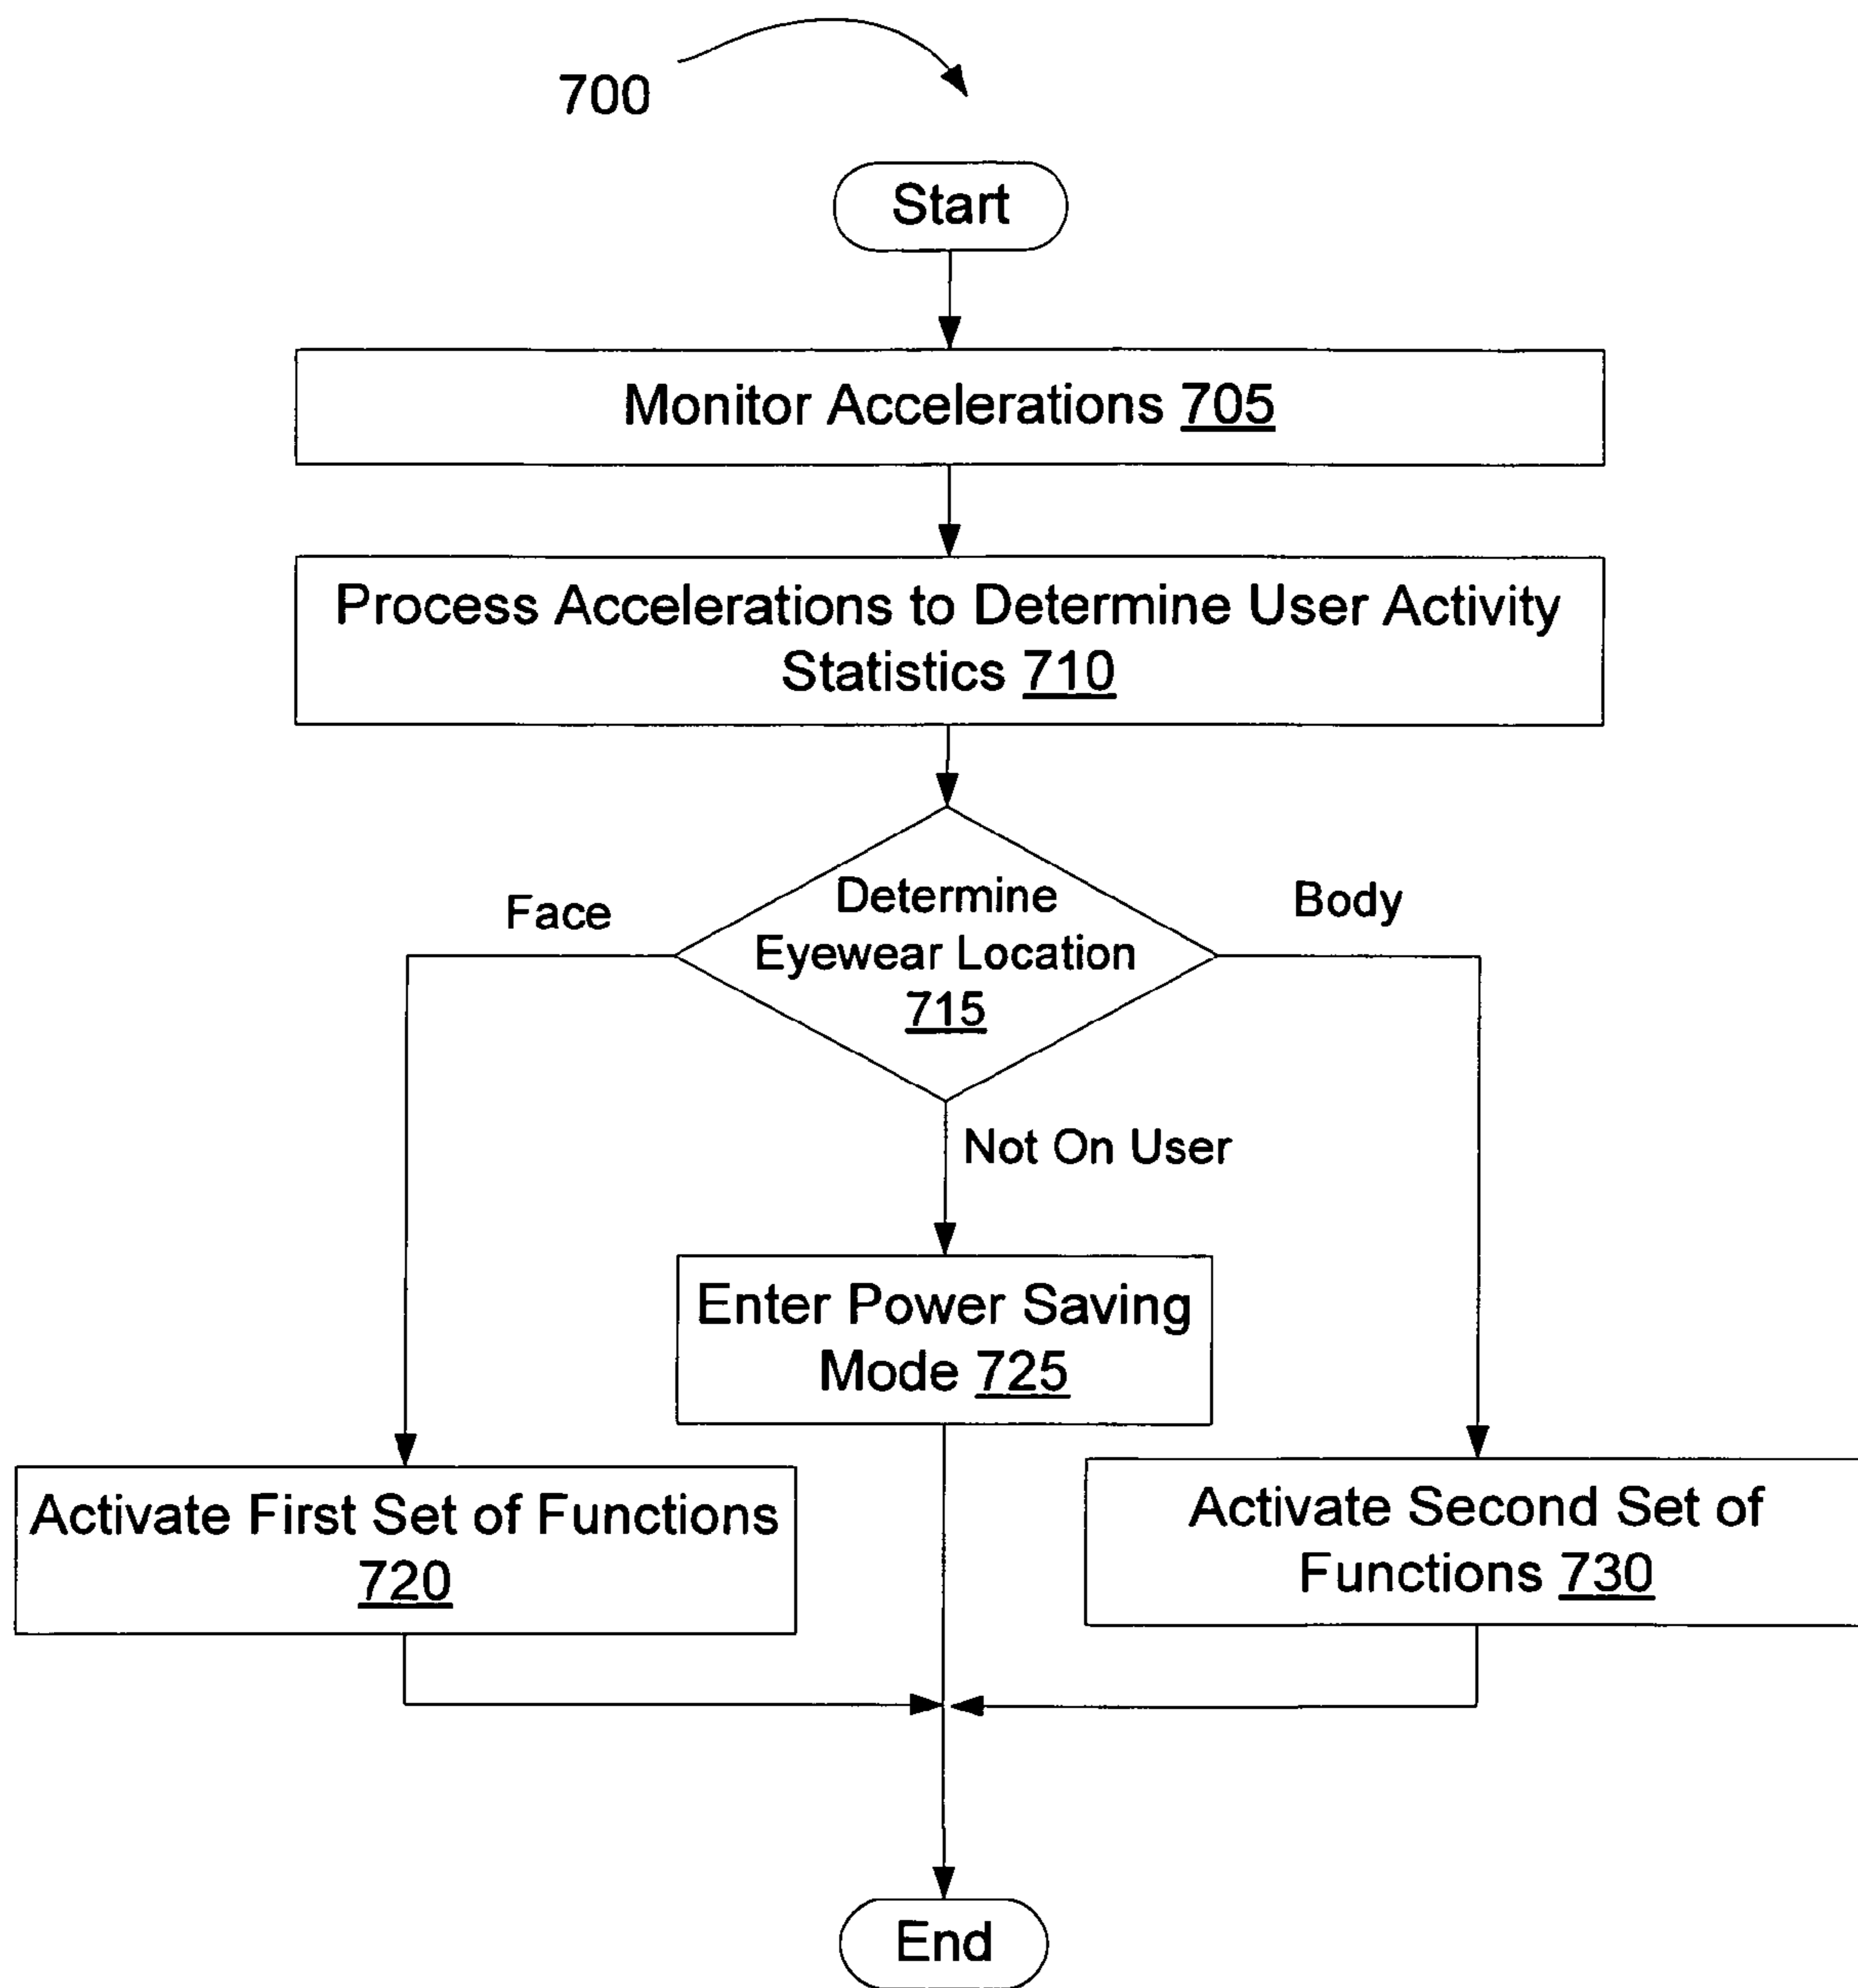 700
Start
Monitor Accelerations 705
Process Accelerations to Determine User Activity
Statistics 710
Determine
Eyewear Location
715
Face
Body
Not On User
Enter Power Saving
Mode 725
Activate First Set of Functions
720
Activate Second Set of
Functions 730
End